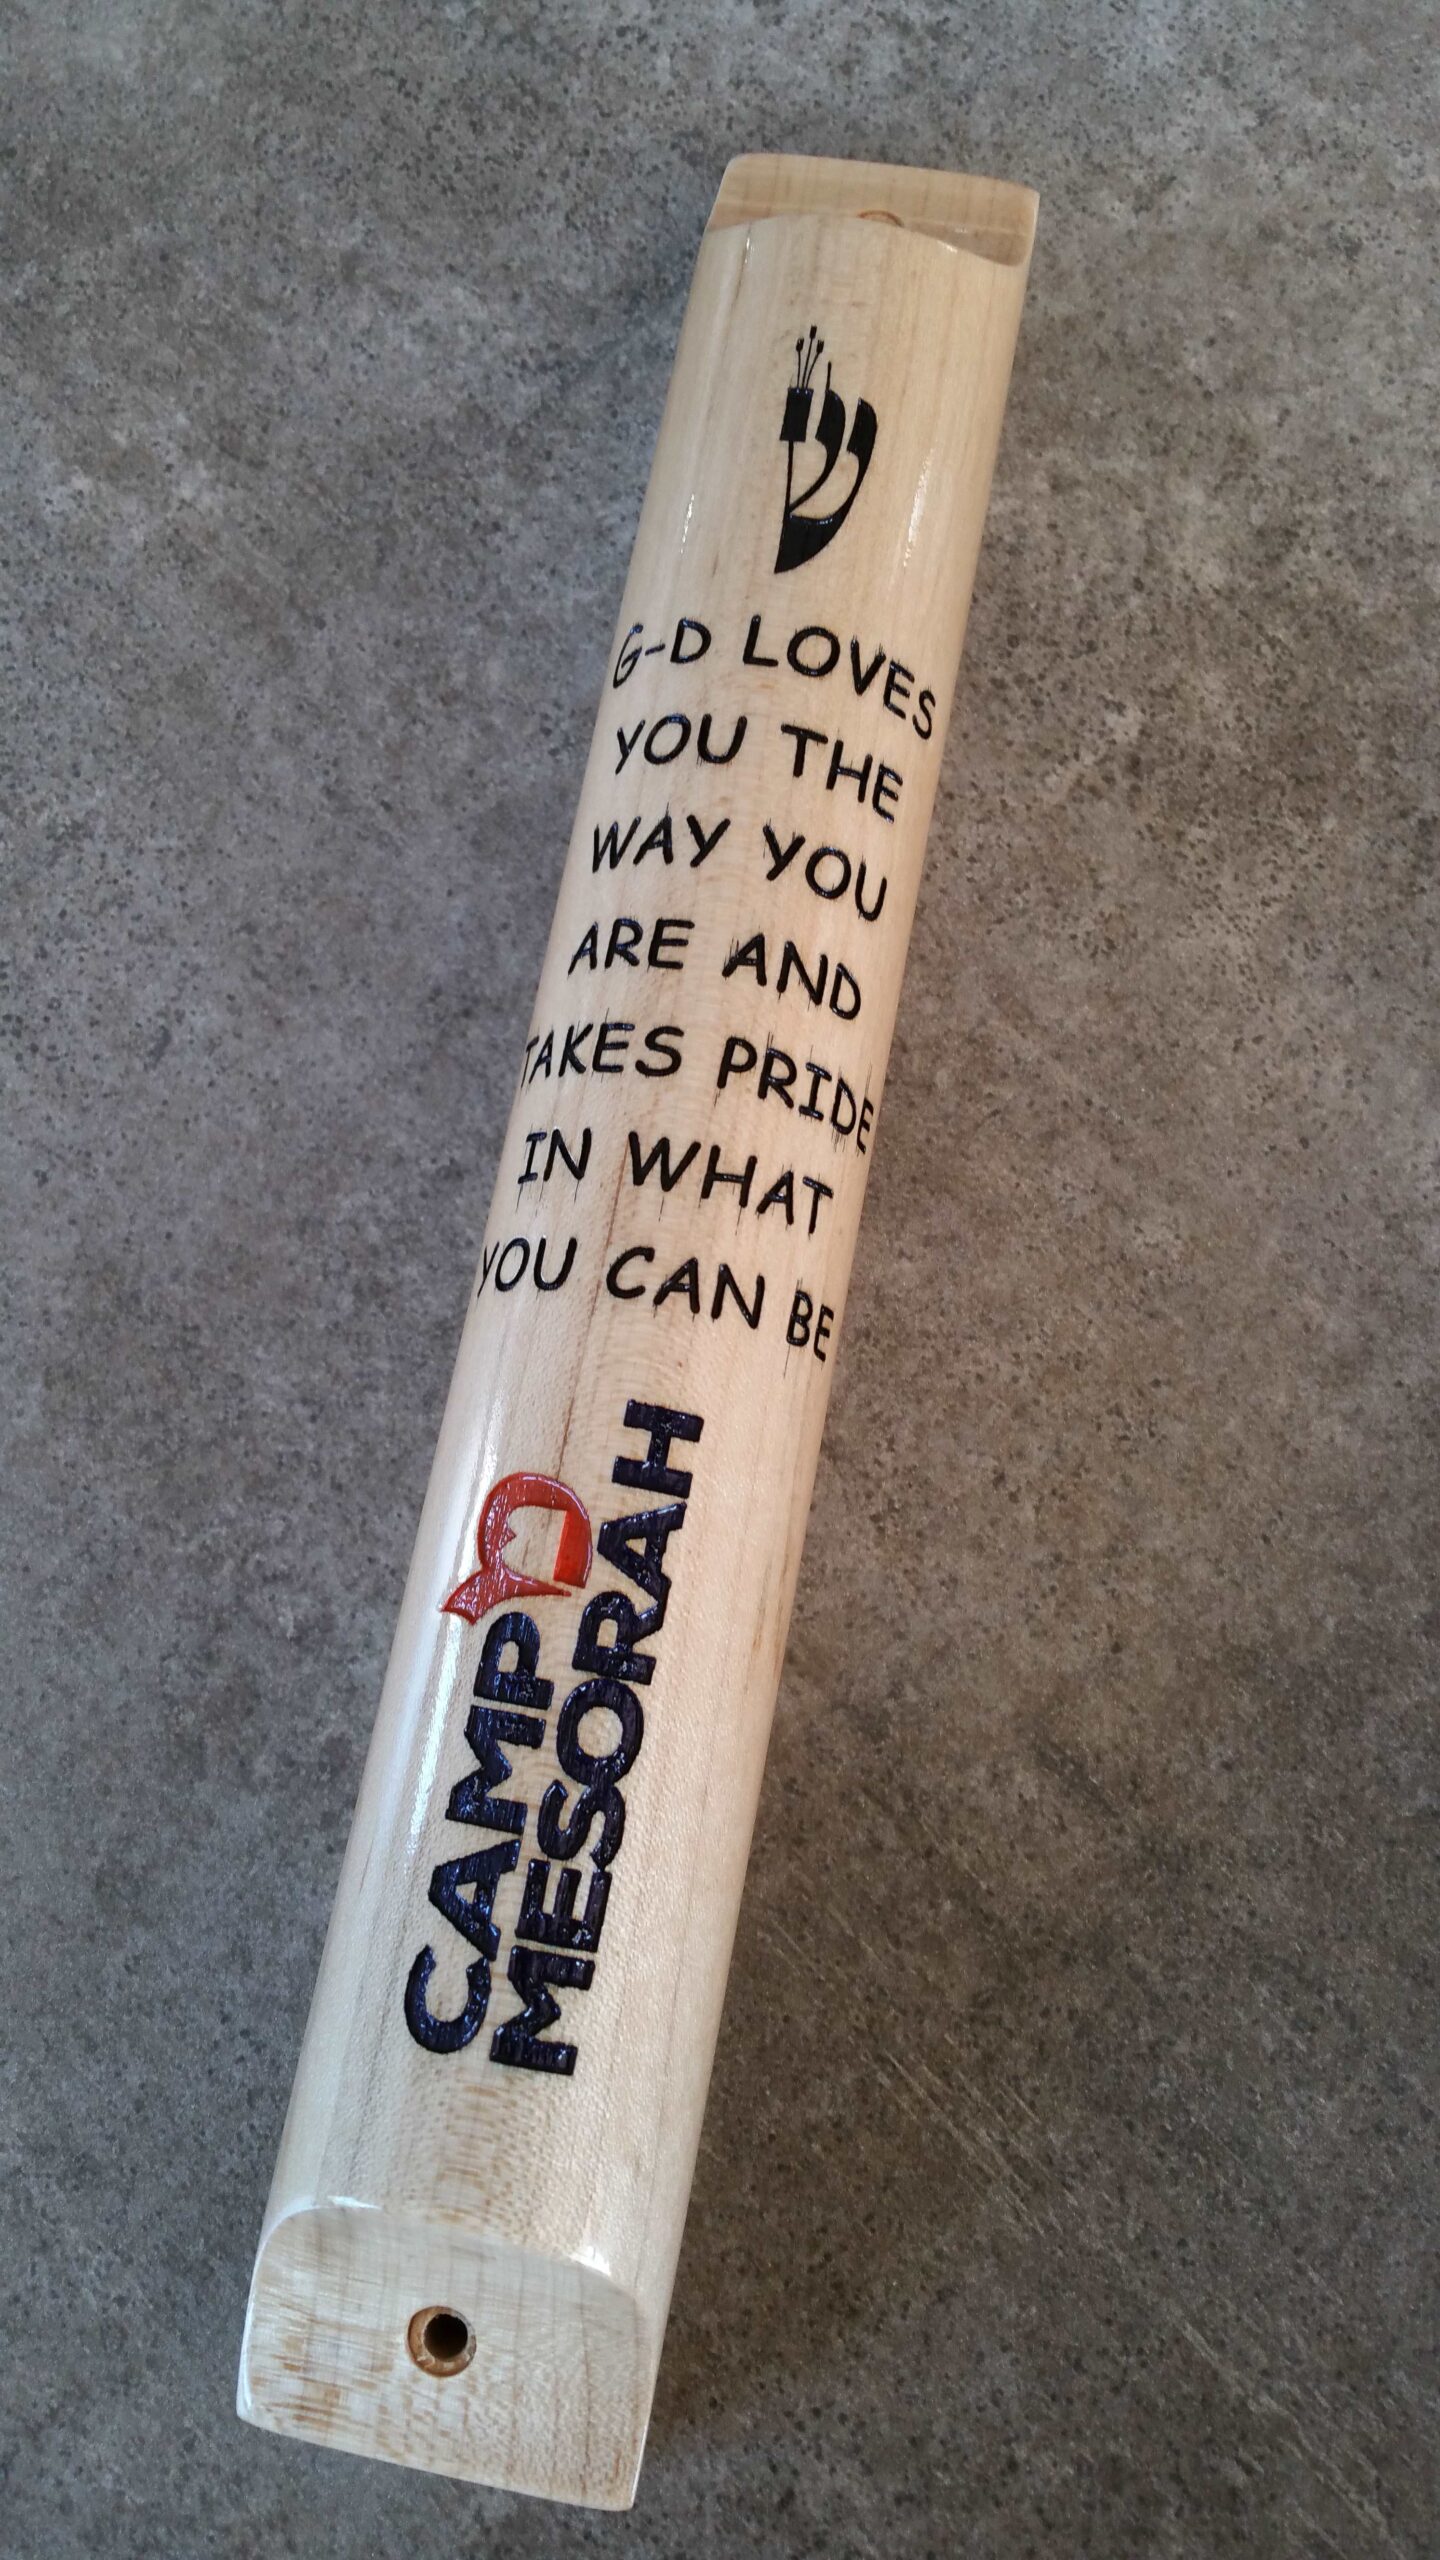 ש
G-D LOVES
YOU THE
WAY YOU
ARE AND
TAKES PRIDE
IN WHAT
YOU CAN BE
CAMP
MESORAH